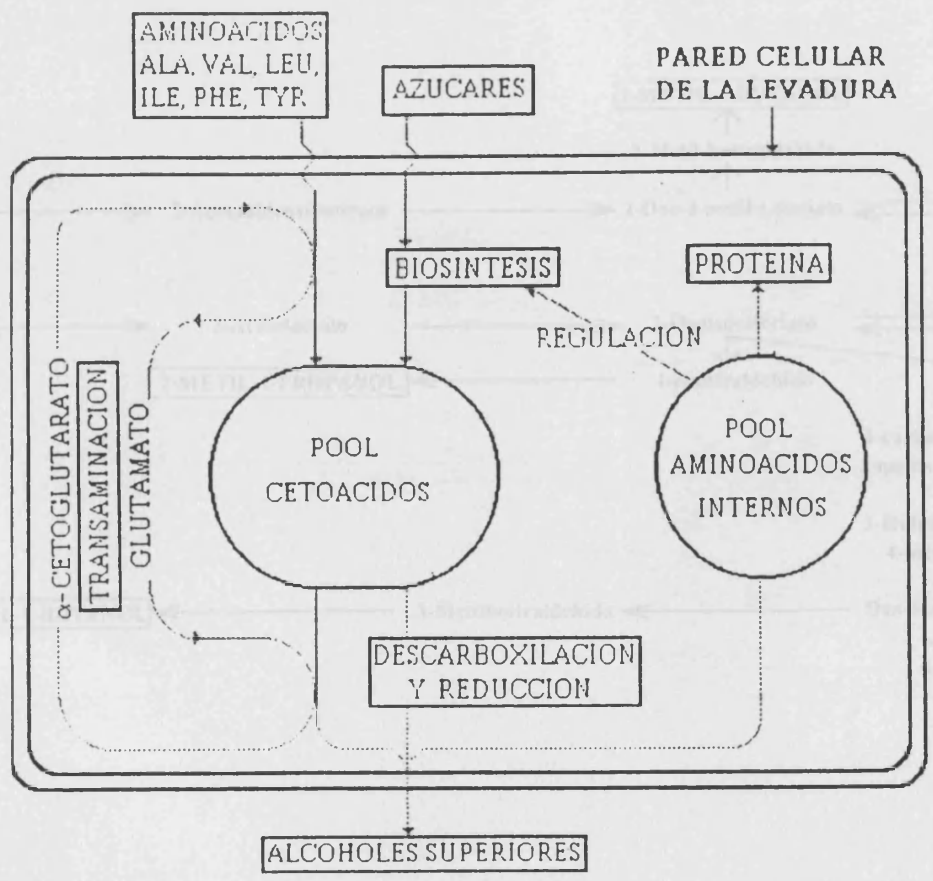 AMINOACIDOS
ALA, VAL, LEU,
ILE, PHE, TYR
AZUCARES
PARED CELULAR
DE LA LEVADURA
BIOSINTESIS
PROTEINA
REGULACION
α- CETOGLUTARATO
TRANSAMINACION
GLUTAMATO
POOL
CETOACIDOS
POOL
AMINOACIDOS
INTERNOS
DESCARBOXILACION
Y REDUCCION
ALCOHOLES SUPERIORES